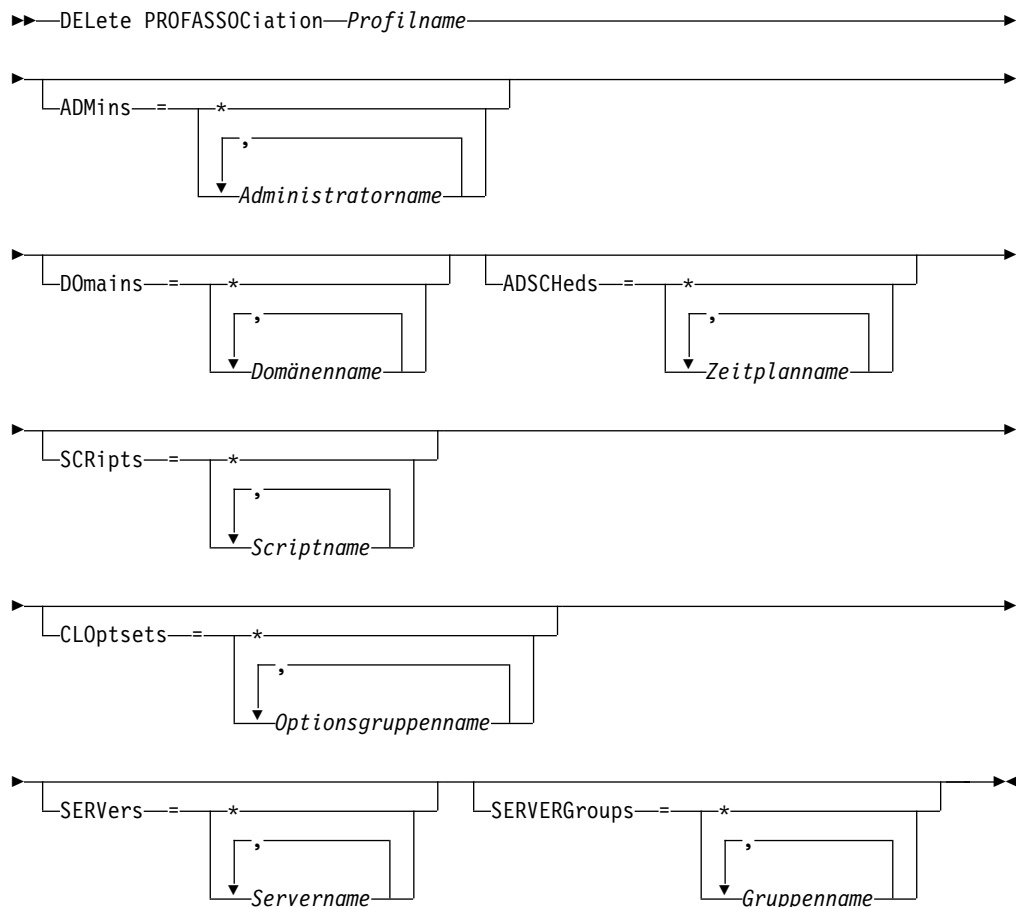 DELete PROFASSOCiation Profilname
ADMins = *
,
Administratorname
DOmains = * ADSCHeds = *
, ,
Domänenname Zeitplanname
SCRipts = *
,
Scriptname
CLOptsets = *
,
Optionsgruppenname
SERVers = * SERVERGroups = *
, ,
Servername Gruppenname